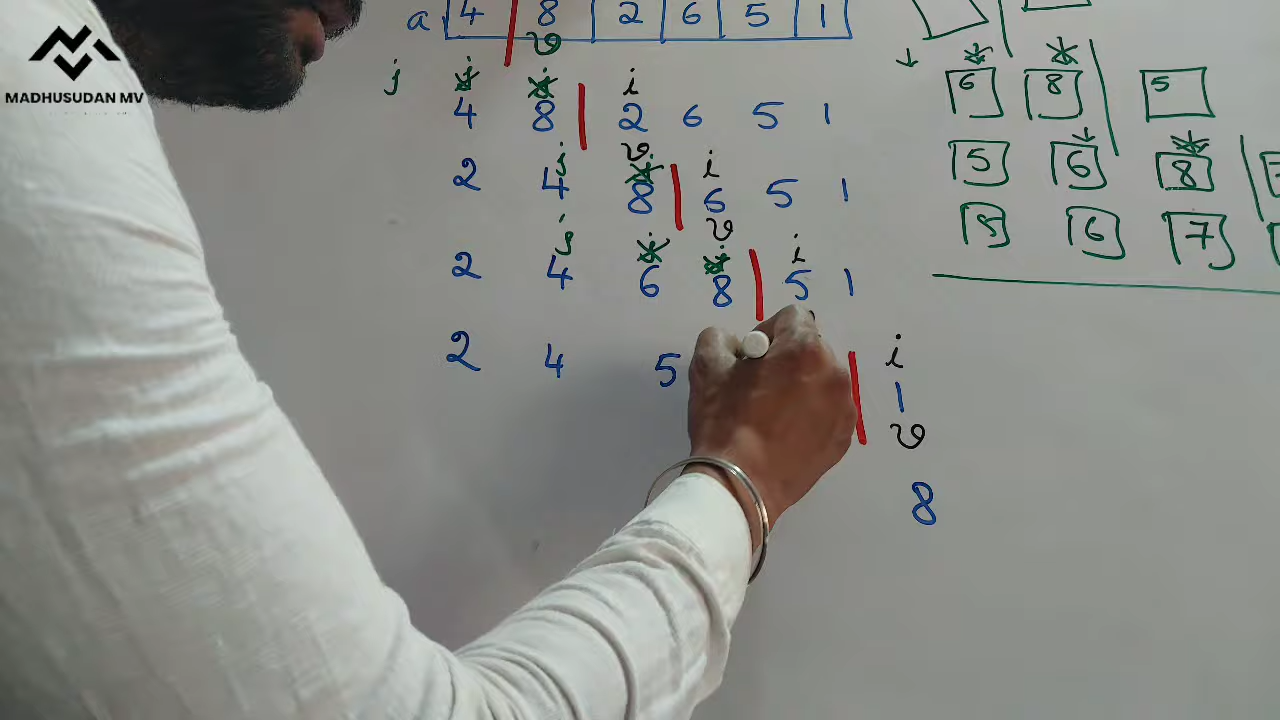 a 4 8 2 6 5 1
v
j i
4 8 2 6 5 1
v
j i
2 4 8 6 5 1
v
j i
2 4 6 8 5 1
i
2 4 5 1
v
8
6 8 5
5 6 8
5 6 7
MADHUSUDAN MV